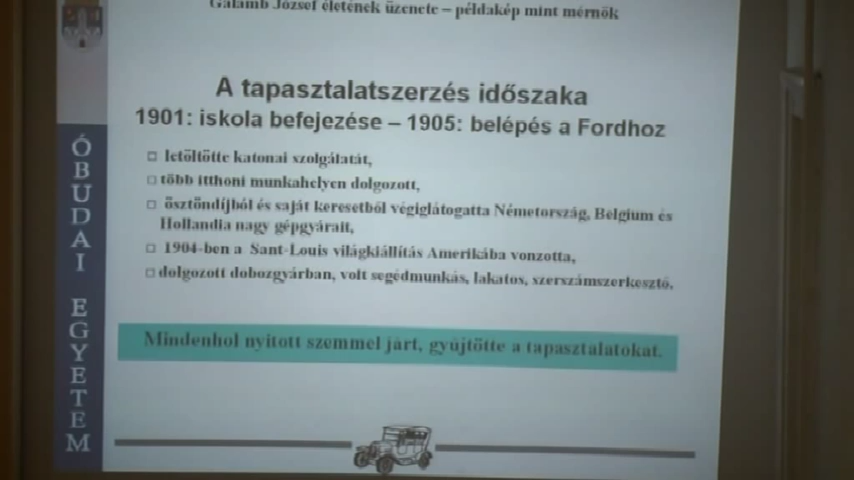 Galamb József életének üzenete – példakép mint mérnök
A tapasztalatszerzés időszaka
1901: iskola befejezése – 1905: belépés a Fordhoz
letöltötte katonai szolgálatát,
több itthoni munkahelyen dolgozott,
ösztöndíjból és saját keresetből végiglátogatta Németország, Belgium és
Hollandia nagy gépgyárait,
1904-ben a Sant-Louis világkiállítás Amerikába vonzotta,
dolgozott dobozgyárban, volt segédmunkás, lakatos, szerszámszerkesztő.
Mindenhol nyitott szemmel járt, gyűjtötte a tapasztalatokat.
ÓBUDAI EGYETEM